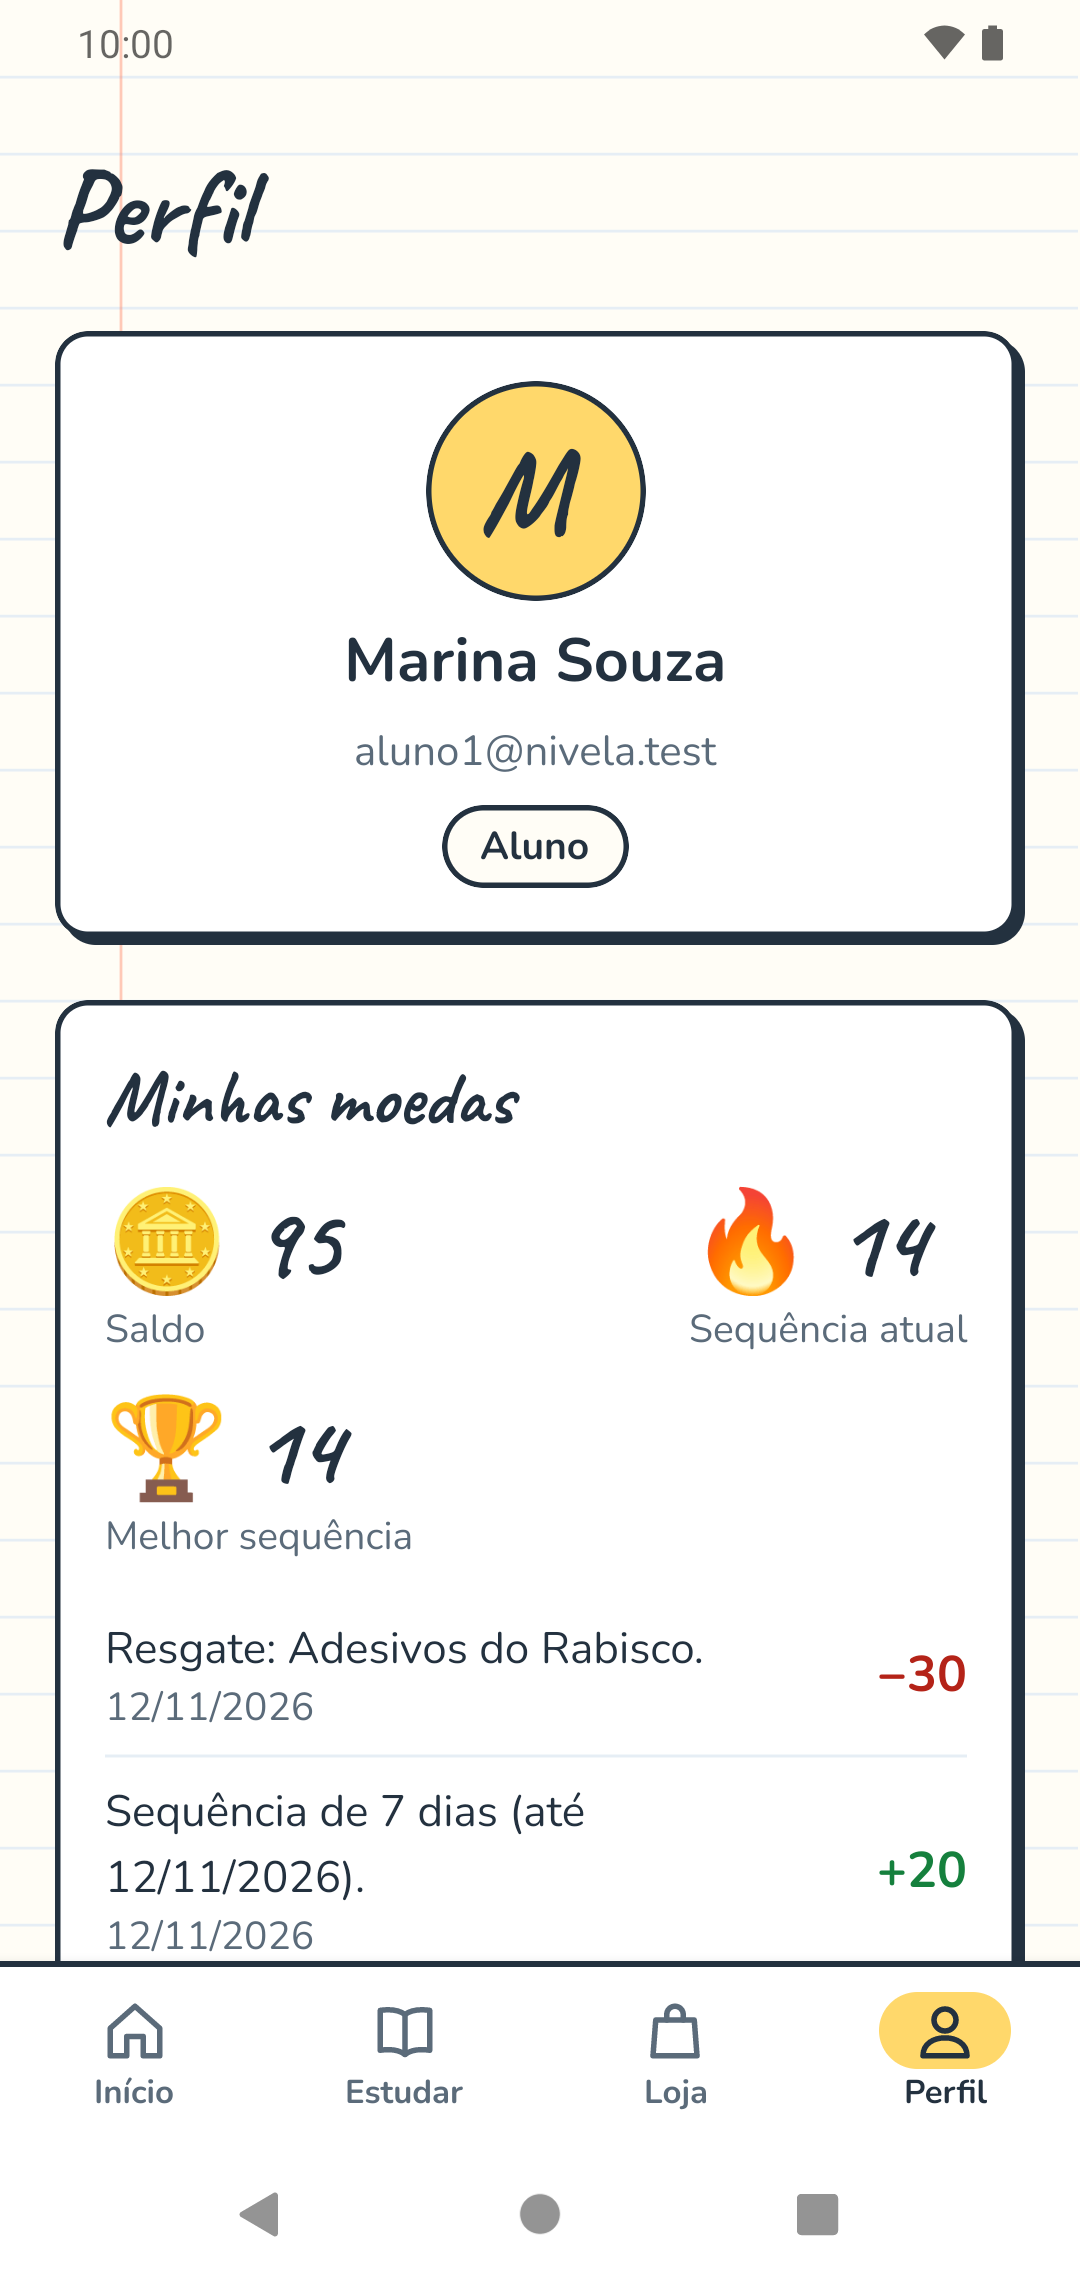 10:00
Perfil
M
Marina Souza
aluno1@nivela.test
Aluno
Minhas moedas
95
14
Saldo
Sequência atual
14
Melhor sequência
Resgate: Adesivos do Rabisco.
12/11/2026
−30
Sequência de 7 dias (até
12/11/2026).
12/11/2026
+20
Início
Estudar
Loja
Perfil